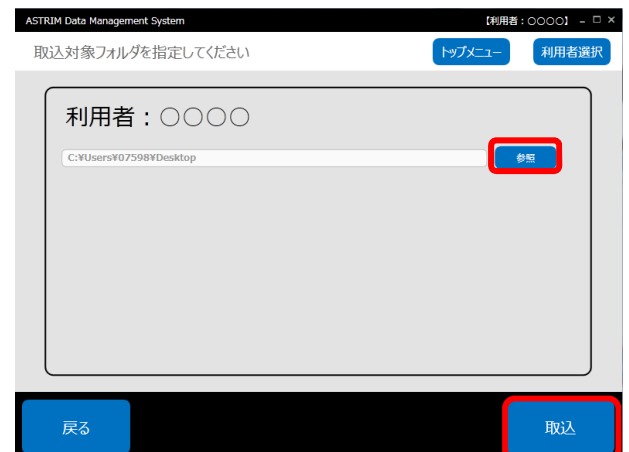 ASTRIM Data Management System 【利用者：○○○○】
取込対象フォルダを指定してください トップメニュー 利用者選択
利用者：○○○○
C:¥Users¥07598¥Desktop 参照
戻る 取込